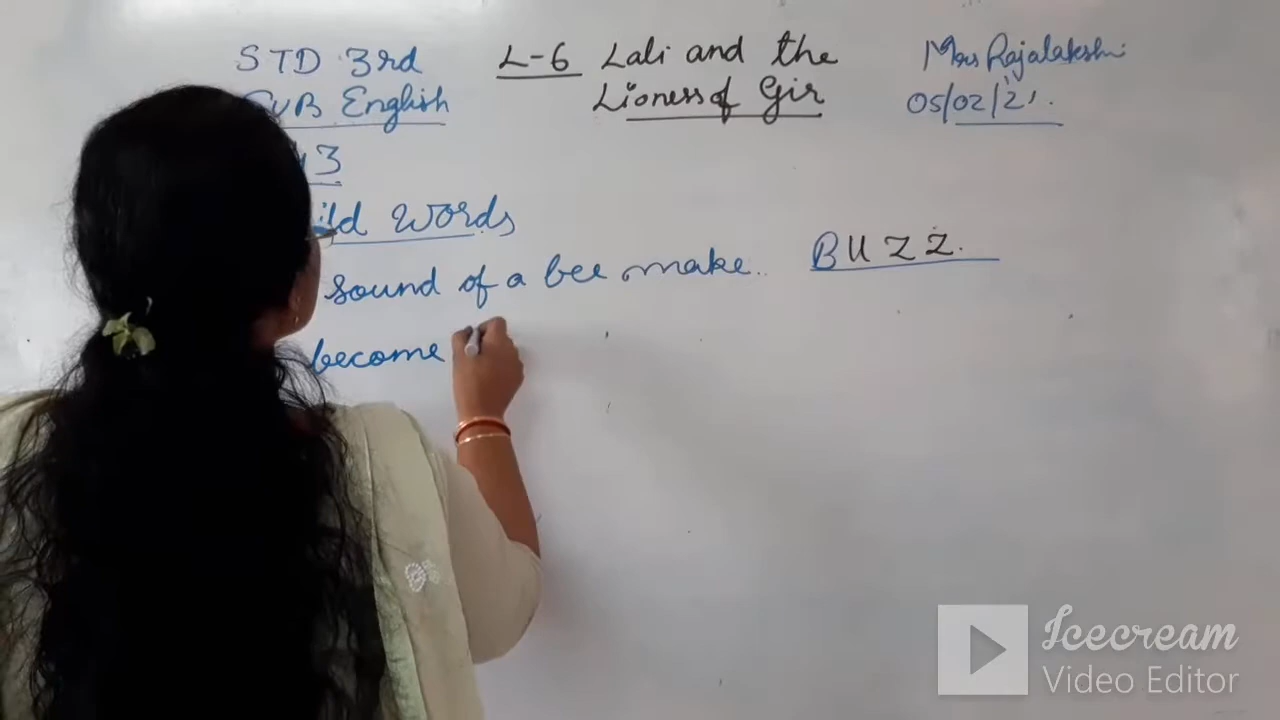 STD 3rd
SUB English
L-6 Lali and the
Lioness of Gir
Mrs Rajalakshmi
05/02/21.
3
Words
sound of a bee make.. BUZZ.
become
Icecream
Video Editor